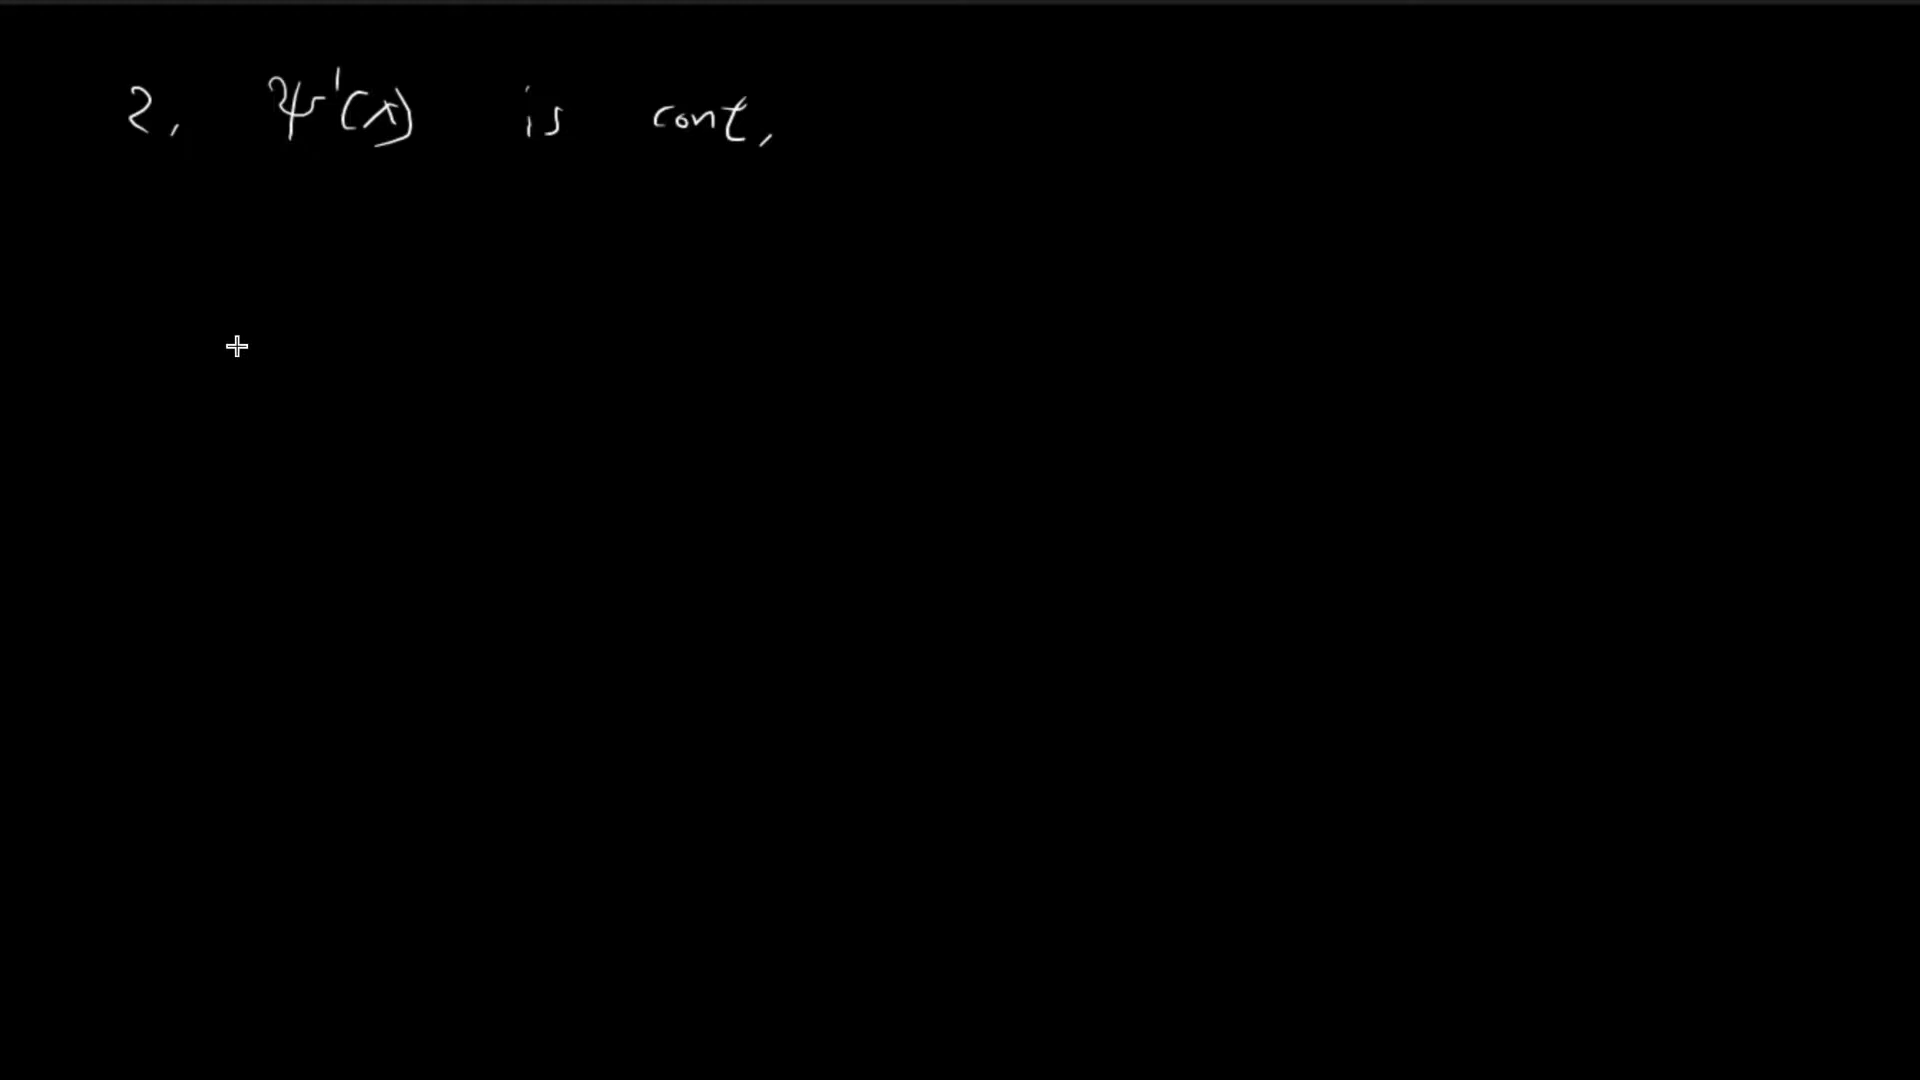 2, ψ'(x) is cont,